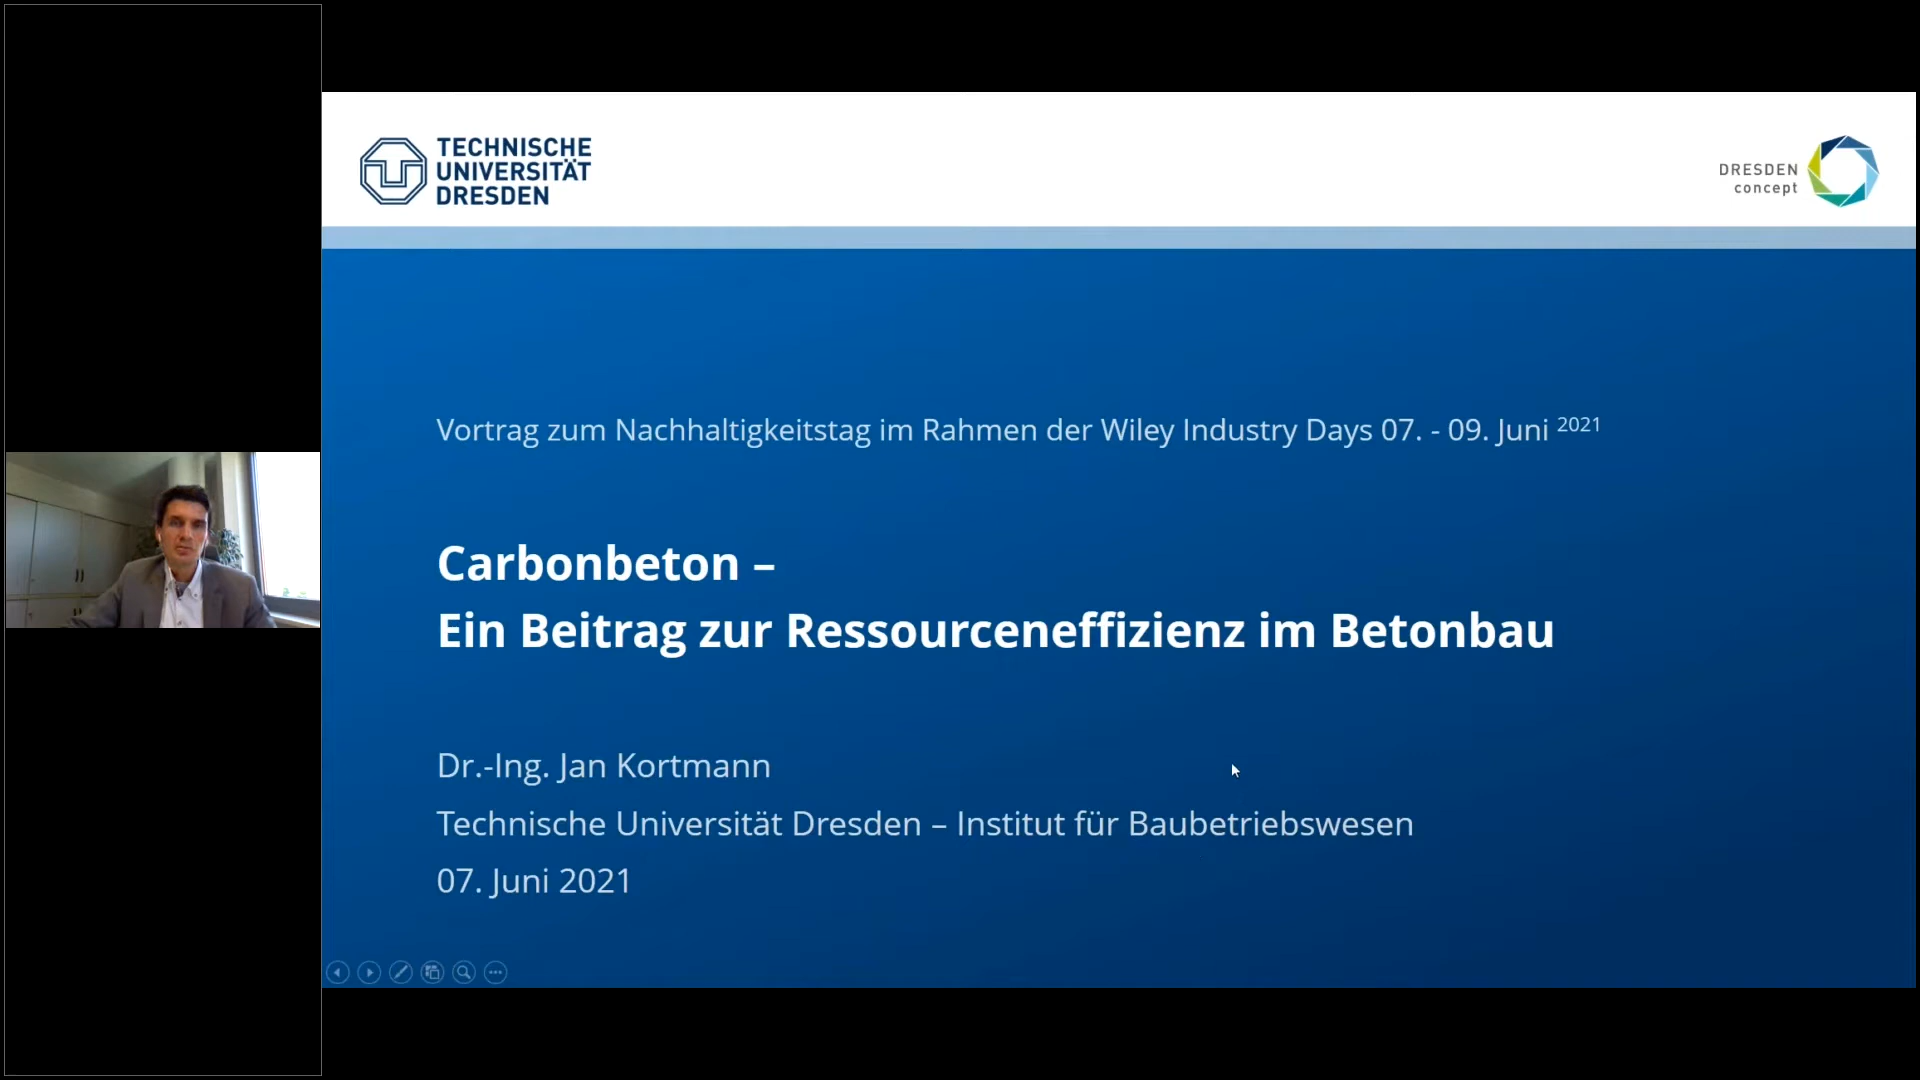 TECHNISCHE
UNIVERSITÄT
DRESDEN
DRESDEN
concept
Vortrag zum Nachhaltigkeitstag im Rahmen der Wiley Industry Days 07. - 09. Juni 2021
Carbonbeton –
Ein Beitrag zur Ressourceneffizienz im Betonbau
Dr.-Ing. Jan Kortmann
Technische Universität Dresden – Institut für Baubetriebswesen
07. Juni 2021